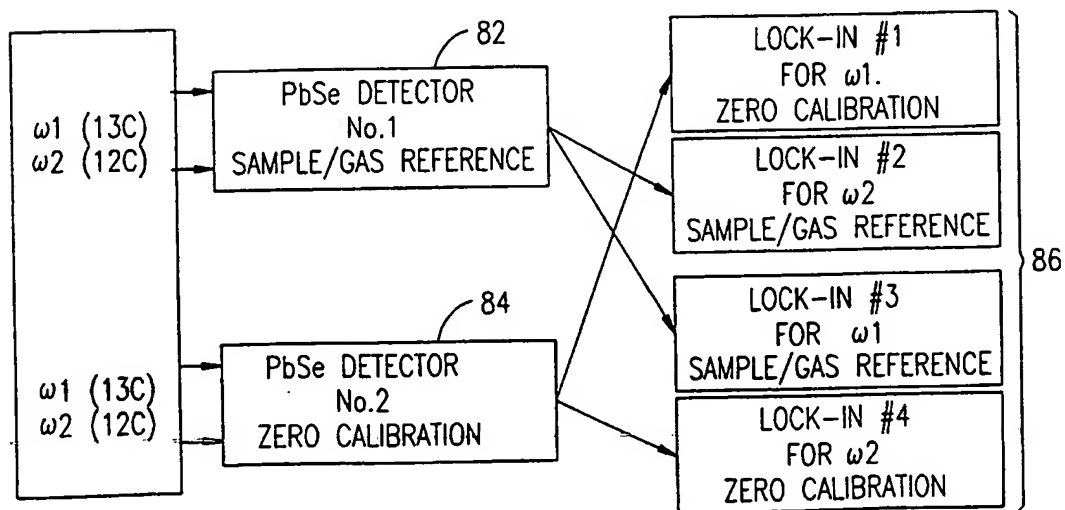 ω1 (13C)
ω2 (12C)
ω1 (13C)
ω2 (12C)
82
PbSe DETECTOR
No.1
SAMPLE/GAS REFERENCE
84
PbSe DETECTOR
No.2
ZERO CALIBRATION
LOCK-IN #1
FOR ω1.
ZERO CALIBRATION
LOCK-IN #2
FOR ω2
SAMPLE/GAS REFERENCE
LOCK-IN #3
FOR ω1
SAMPLE/GAS REFERENCE
LOCK-IN #4
FOR ω2
ZERO CALIBRATION
86